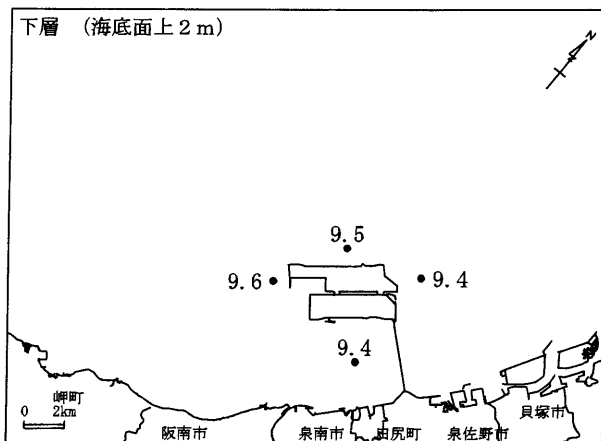 下層 （海底面上２ｍ）
N
9.5
9.6
9.4
9.4
岬町
0 2km
阪南市
泉南市
田尻町
泉佐野市
貝塚市